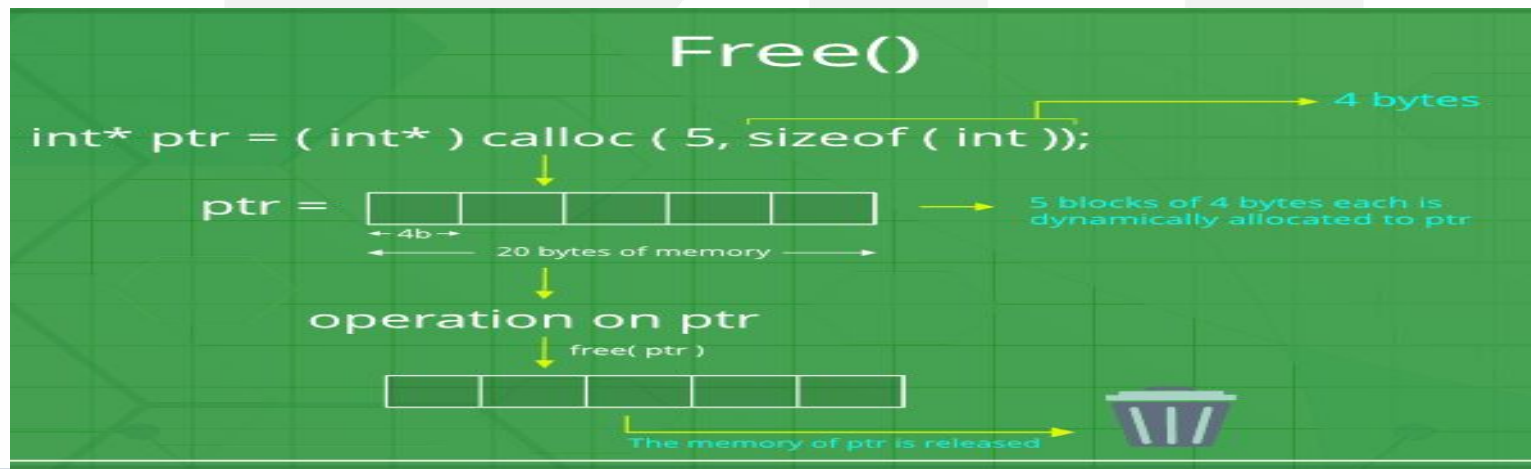 Free()
4 bytes
int* ptr = ( int* ) calloc ( 5, sizeof ( int ));
ptr =
5 blocks of 4 bytes each is
dynamically allocated to ptr
4b
20 bytes of memory
operation on ptr
free( ptr )
The memory of ptr is released